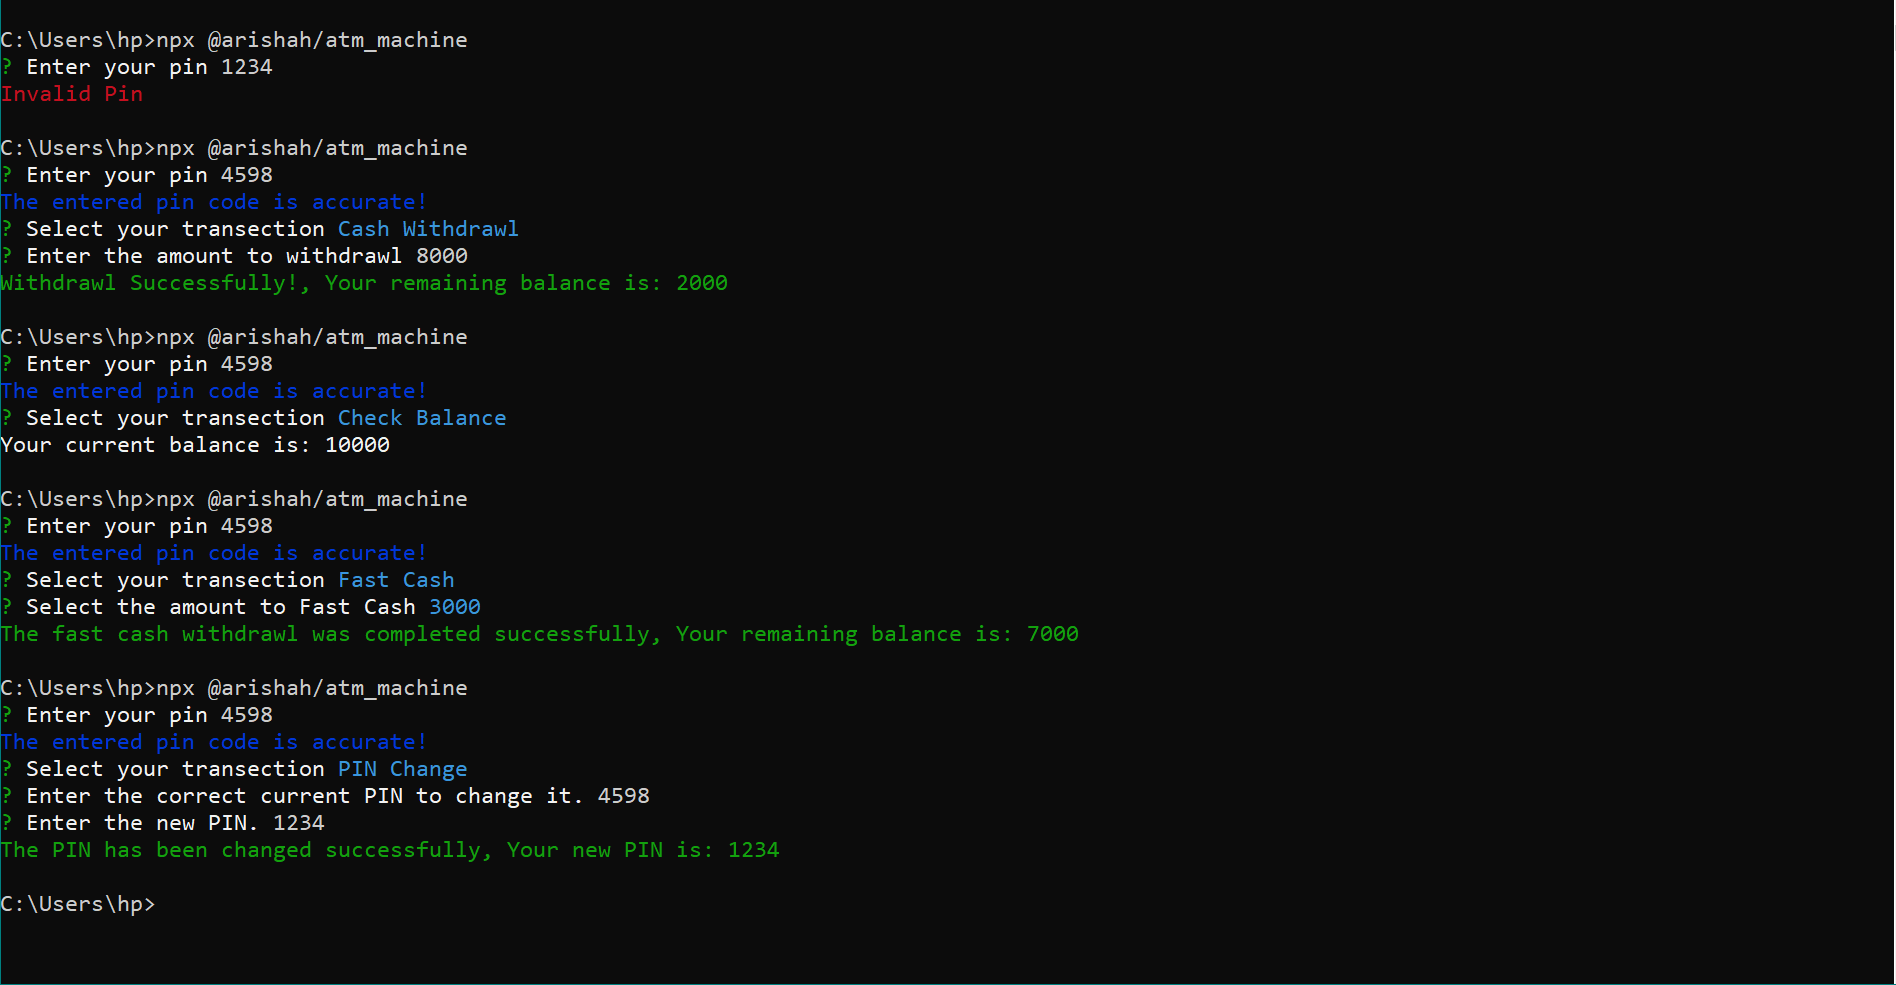 C:\Users\hp>npx @arishah/atm_machine
? Enter your pin 1234
Invalid Pin
C:\Users\hp>npx @arishah/atm_machine
? Enter your pin 4598
The entered pin code is accurate!
? Select your transection Cash Withdrawl
? Enter the amount to withdrawl 8000
Withdrawl Successfully!, Your remaining balance is: 2000
C:\Users\hp>npx @arishah/atm_machine
? Enter your pin 4598
The entered pin code is accurate!
? Select your transection Check Balance
Your current balance is: 10000
C:\Users\hp>npx @arishah/atm_machine
? Enter your pin 4598
The entered pin code is accurate!
? Select your transection Fast Cash
? Select the amount to Fast Cash 3000
The fast cash withdrawl was completed successfully, Your remaining balance is: 7000
C:\Users\hp>npx @arishah/atm_machine
? Enter your pin 4598
The entered pin code is accurate!
? Select your transection PIN Change
? Enter the correct current PIN to change it. 4598
? Enter the new PIN. 1234
The PIN has been changed successfully, Your new PIN is: 1234
C:\Users\hp>